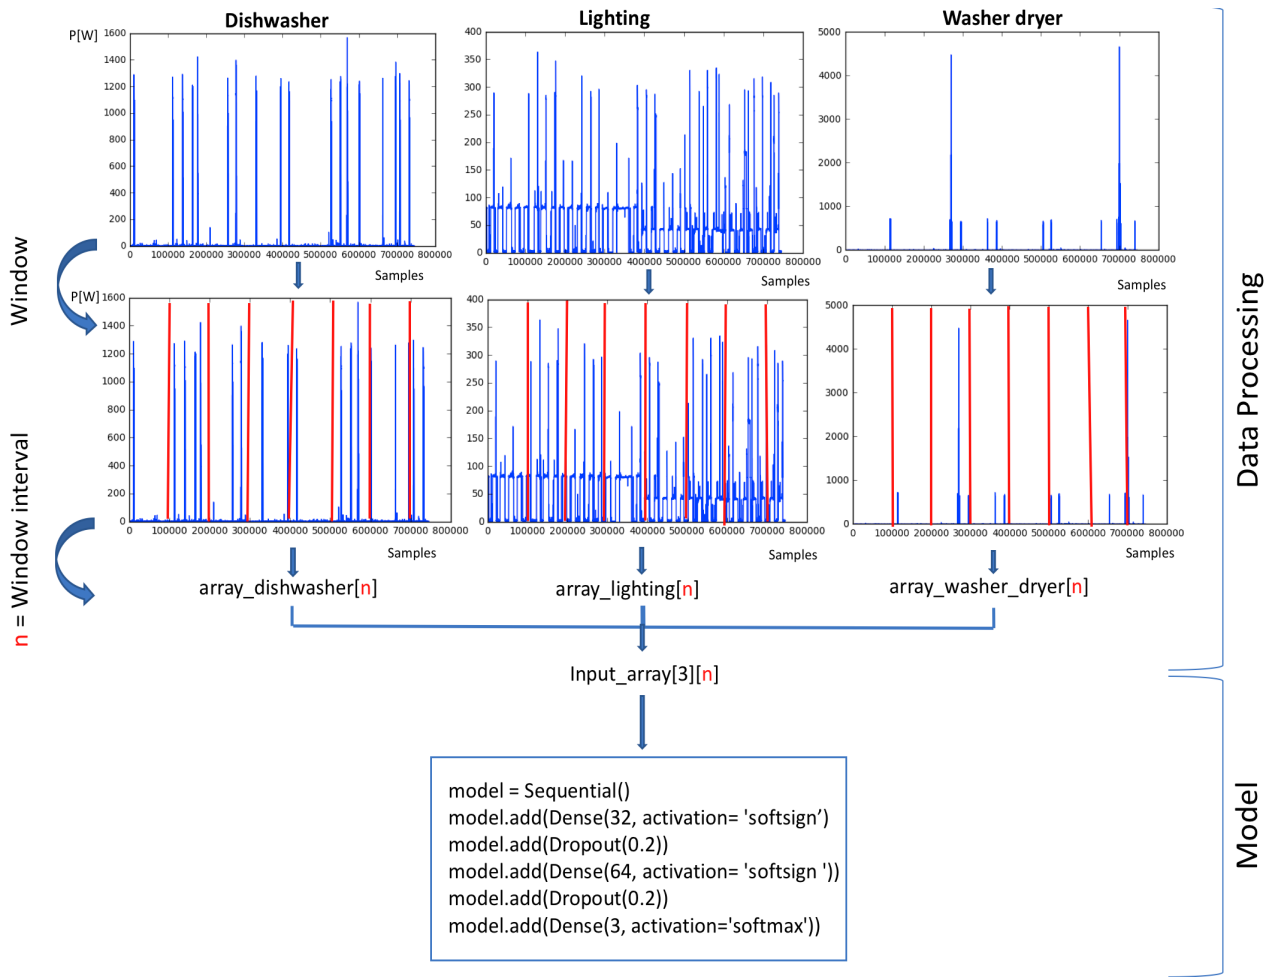 Dishwasher
Lighting
Washer dryer
P[W]
1600
1400
1200
1000
800
600
400
200
0
0 100000 200000 300000 400000 500000 600000 700000 800000
Samples
400
350
300
250
200
150
100
50
0
0 100000 200000 300000 400000 500000 600000 700000 800000
Samples
5000
4000
3000
2000
1000
0
0 100000 200000 300000 400000 500000 600000 700000 800000
Samples
Window
P[W]
1600
1400
1200
1000
800
600
400
200
0
0 100000 200000 300000 400000 500000 600000 700000 800000
Samples
400
350
300
250
200
150
100
50
0
0 100000 200000 300000 400000 500000 600000 700000 800000
Samples
5000
4000
3000
2000
1000
0
0 100000 200000 300000 400000 500000 600000 700000 800000
Samples
Data Processing
n = Window interval
array_dishwasher[n]
array_lighting[n]
array_washer_dryer[n]
Input_array[3][n]
model = Sequential()
model.add(Dense(32, activation= 'softsign’)
model.add(Dropout(0.2))
model.add(Dense(64, activation= 'softsign '))
model.add(Dropout(0.2))
model.add(Dense(3, activation='softmax'))
Model